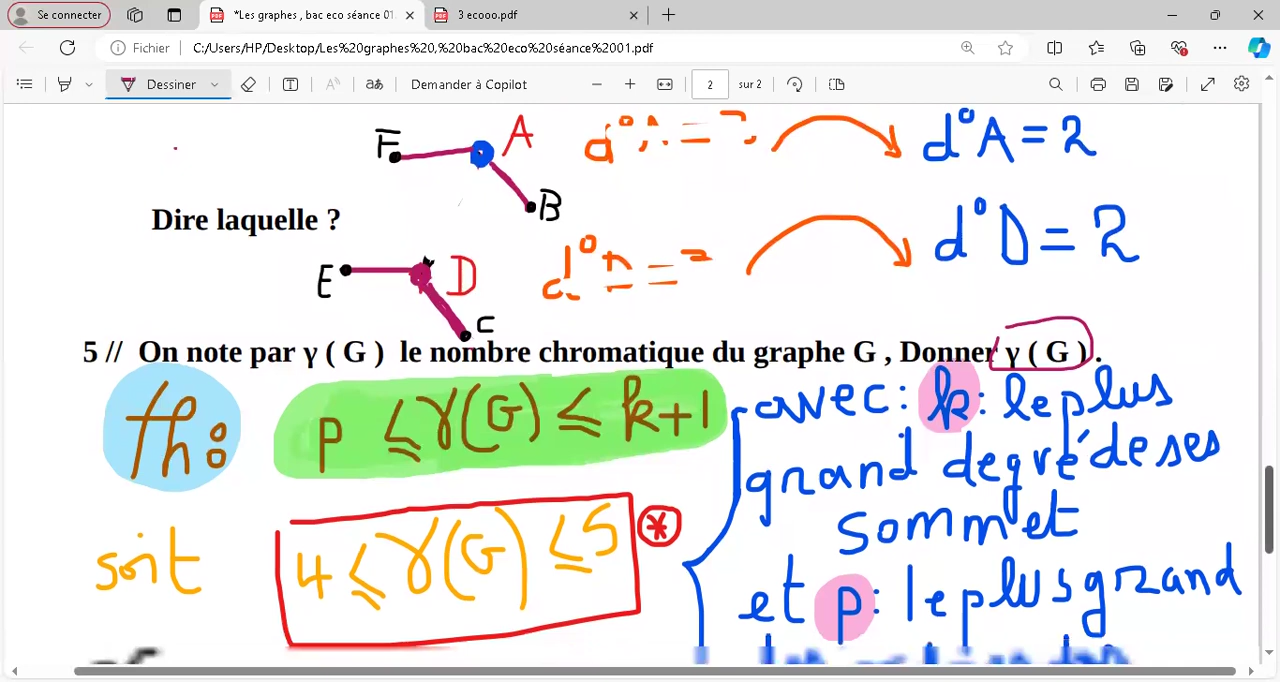 Se connecter
*Les graphes , bac eco séance 01.
3 ecooo.pdf
Fichier
C:/Users/HP/Desktop/Les%20graphes%20,%20bac%20eco%20séance%2001.pdf
Dessiner
Demander à Copilot
2
sur 2
F
A
B
d°A = 2
Dire laquelle ?
E
D
C
d°D = 2
5 // On note par γ ( G ) le nombre chromatique du graphe G , Donner γ ( G ) .
Th:
p ≤ γ(G) ≤ k+1
avec: k: le plus
grand degré de ses
sommet
soit
4 ≤ γ(G) ≤ 5
*
et p: le plus grand